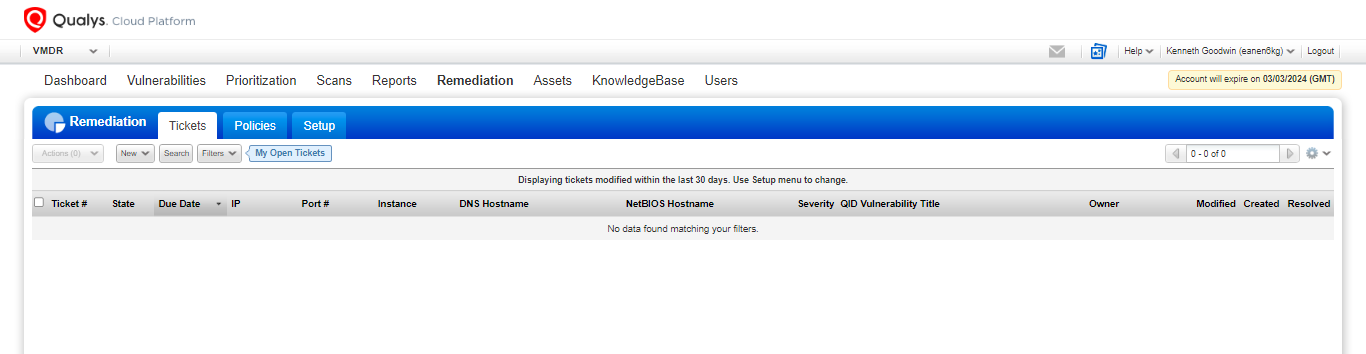 Qualys. Cloud Platform
VMDR Help Kenneth Goodwin (eanen6kg) Logout
Dashboard Vulnerabilities Prioritization Scans Reports Remediation Assets KnowledgeBase Users Account will expire on 03/03/2024 (GMT)
Remediation Tickets Policies Setup
Actions (0) New Search Filters My Open Tickets 0 - 0 of 0
Displaying tickets modified within the last 30 days. Use Setup menu to change.
Ticket # State Due Date IP Port # Instance DNS Hostname NetBIOS Hostname Severity QID Vulnerability Title Owner Modified Created Resolved
No data found matching your filters.